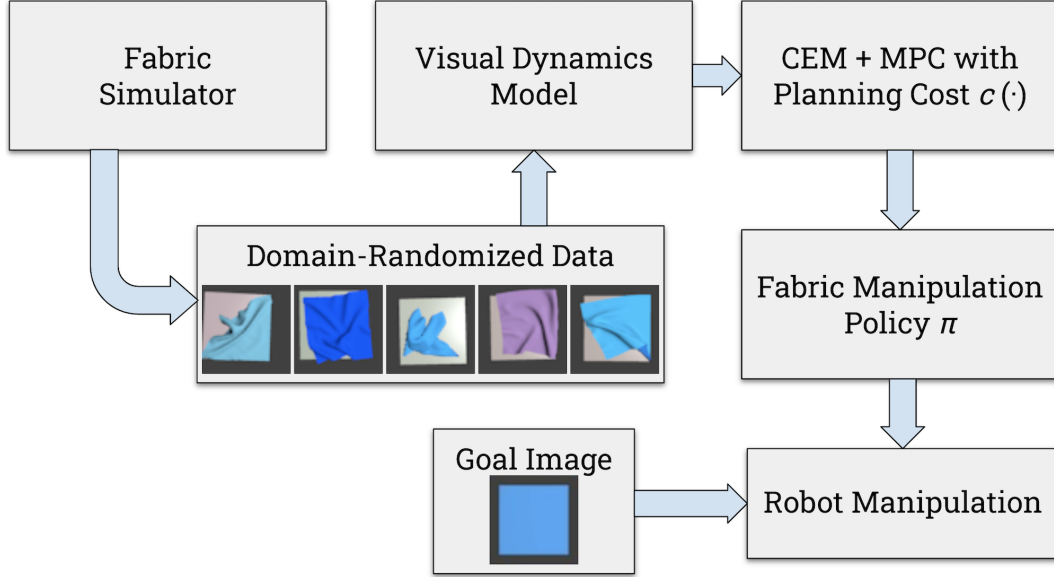 Fabric
Simulator
Visual Dynamics
Model
CEM + MPC with
Planning Cost c (·)
Domain-Randomized Data
Fabric Manipulation
Policy π
Goal Image
Robot Manipulation